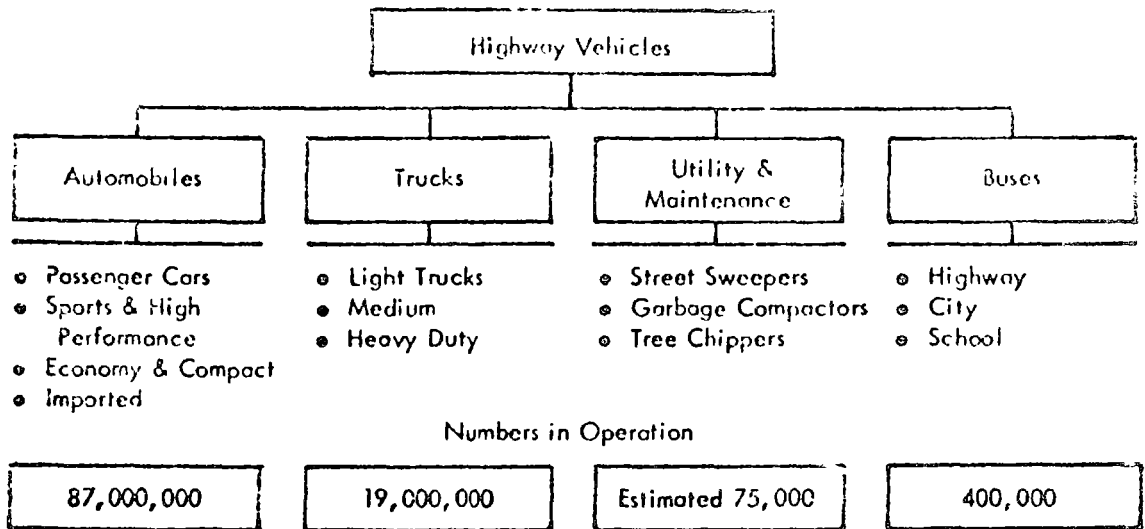 Highway Vehicles
Automobiles
Trucks
Utility &
Maintenance
Buses
• Passenger Cars
• Sports & High
Performance
• Economy & Compact
• Imported
• Light Trucks
• Medium
• Heavy Duty
• Street Sweepers
• Garbage Compactors
• Tree Chippers
• Highway
• City
• School
Numbers in Operation
87,000,000
19,000,000
Estimated 75,000
400,000